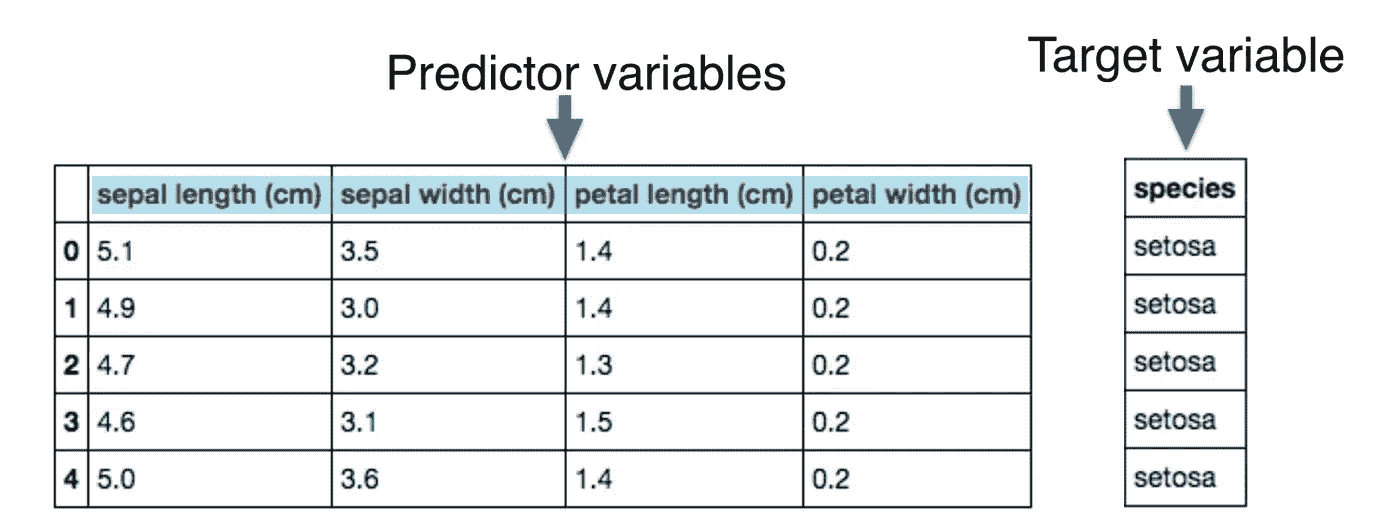 Predictor variables
Target variable
sepal length (cm) sepal width (cm) petal length (cm) petal width (cm) species
0 5.1 3.5 1.4 0.2 setosa
1 4.9 3.0 1.4 0.2 setosa
2 4.7 3.2 1.3 0.2 setosa
3 4.6 3.1 1.5 0.2 setosa
4 5.0 3.6 1.4 0.2 setosa